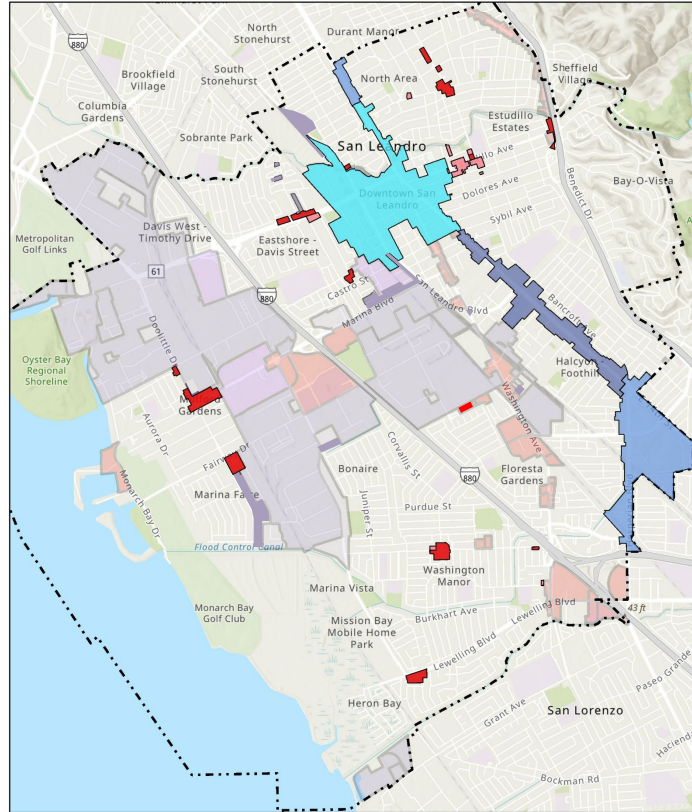 North
Stonehurst
Durant Manor
880
South
Stonehurst
Brookfield
Village
North Area
Sheffield
Village
Columbia
Gardens
Estudillo
Estates
Sobrante Park
San Leandro
Ave
Downtown San
Leandro
Dolores Ave
Benedict Dr
Bay-O-Vista
Sybil Ave
Davis West -
Timothy Drive
Eastshore -
Davis Street
Metropolitan
Golf Links
61
Castro St
880
San Leandro Blvd
Marina Blvd
Bancroft Ave
Doolittle Dr
Oyster Bay
Regional
Shoreline
Halcyon
Foothill
Gardens
Washington Ave
Aurora Dr
Corvallis St
Fairway Dr
Bonaire
880
Floresta
Gardens
Monarch Bay Dr
Marina Faire
Juniper St
Purdue St
Flood Control Canal
Washington
Manor
Marina Vista
Monarch Bay
Golf Club
Burkhart Ave
Lewelling Blvd
43 ft
Mission Bay
Mobile Home
Park
Lewelling Blvd
Paseo Grande
Heron Bay
Grant Ave
San Lorenzo
Hacienda
Bockman Rd